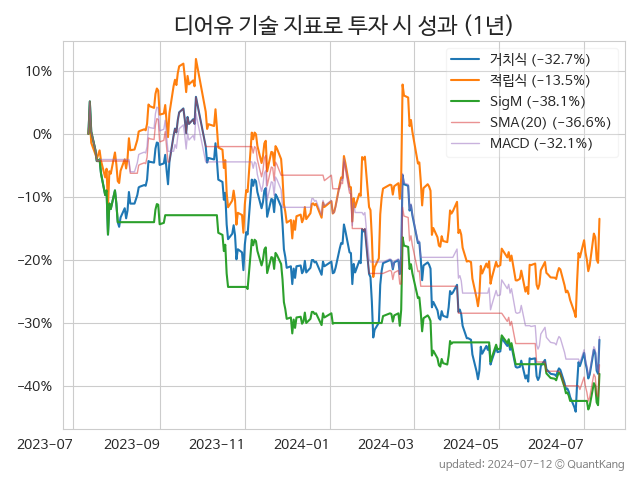 디어유 기술 지표로 투자 시 성과 (1년)
거치식 (−32.7%)
적립식 (−13.5%)
SigM (−38.1%)
SMA(20) (−36.6%)
MACD (−32.1%)
10%
0%
−10%
−20%
−30%
−40%
2023-07 2023-09 2023-11 2024-01 2024-03 2024-05 2024-07
updated: 2024-07-12 © QuantKang